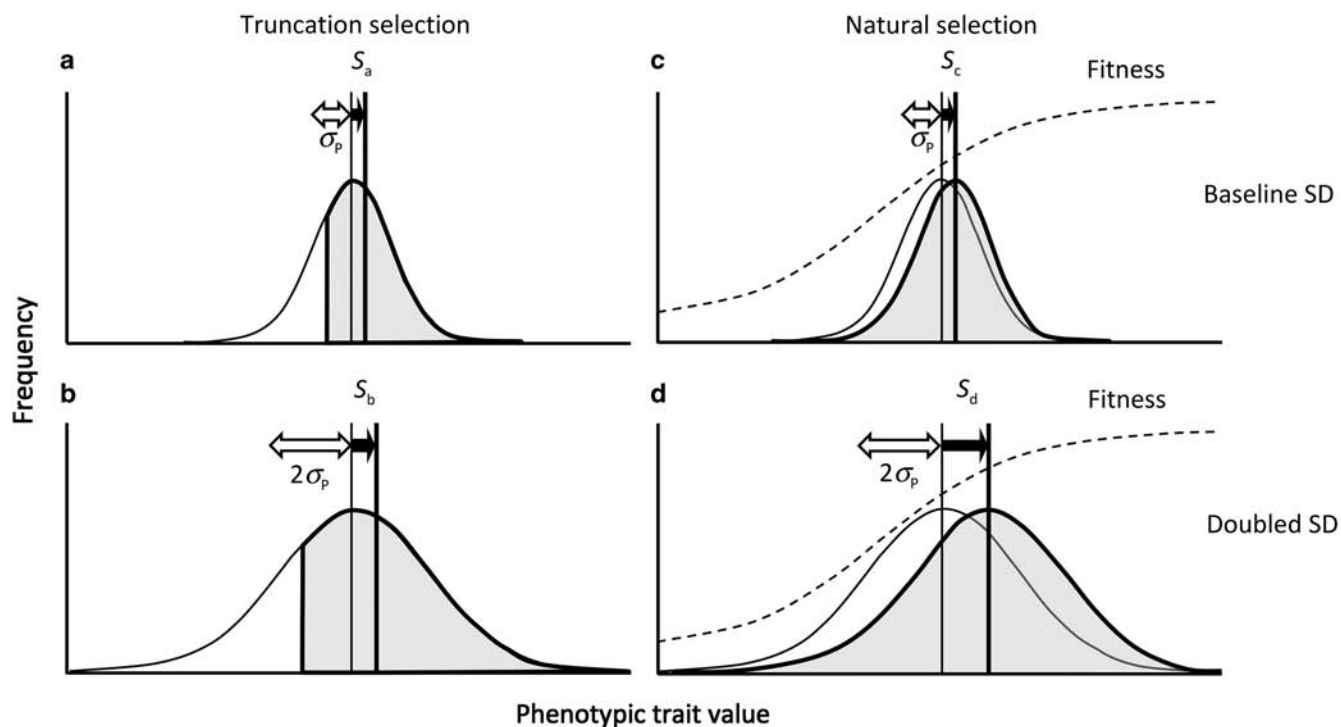 Truncation selection
Natural selection
a
S_a
c
S_c
Fitness
σ_P
σ_P
Baseline SD
Frequency
b
S_b
d
S_d
Fitness
2σ_P
2σ_P
Doubled SD
Phenotypic trait value